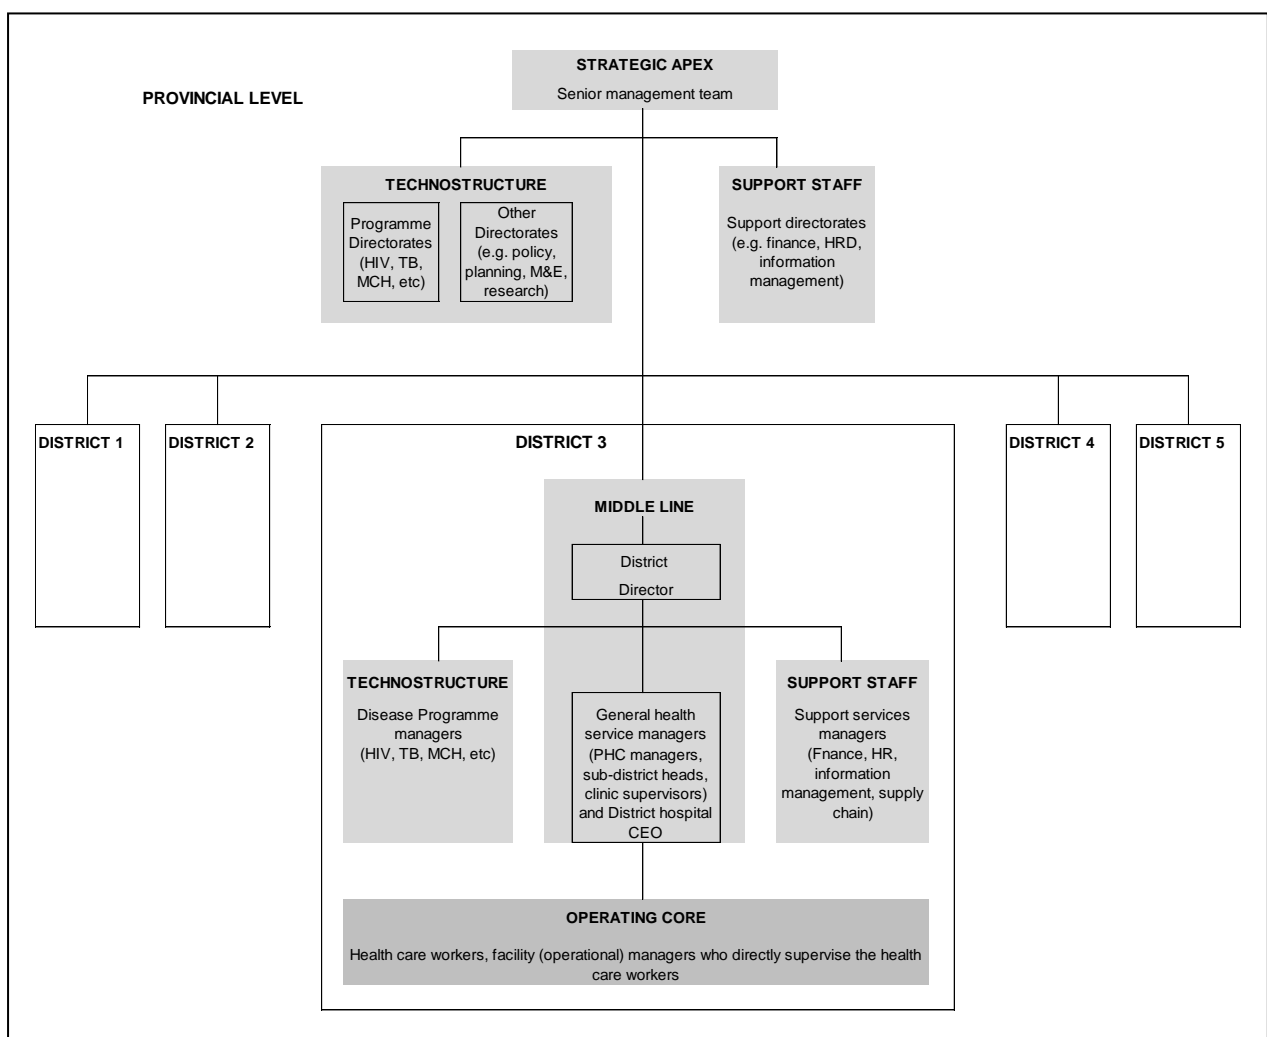 STRATEGIC APEX
Senior management team
PROVINCIAL LEVEL
TECHNOSTRUCTURE
Programme
Directorates
(HIV, TB,
MCH, etc)
Other
Directorates
(e.g. policy,
planning, M&E,
research)
SUPPORT STAFF
Support directorates
(e.g. finance, HRD,
information
management)
DISTRICT 1
DISTRICT 2
DISTRICT 3
DISTRICT 4
DISTRICT 5
MIDDLE LINE
District
Director
TECHNOSTRUCTURE
Disease Programme
managers
(HIV, TB, MCH, etc)
General health
service managers
(PHC managers,
sub-district heads,
clinic supervisors)
and District hospital
CEO
SUPPORT STAFF
Support services
managers
(Fnance, HR,
information
management, supply
chain)
OPERATING CORE
Health care workers, facility (operational) managers who directly supervise the health
care workers